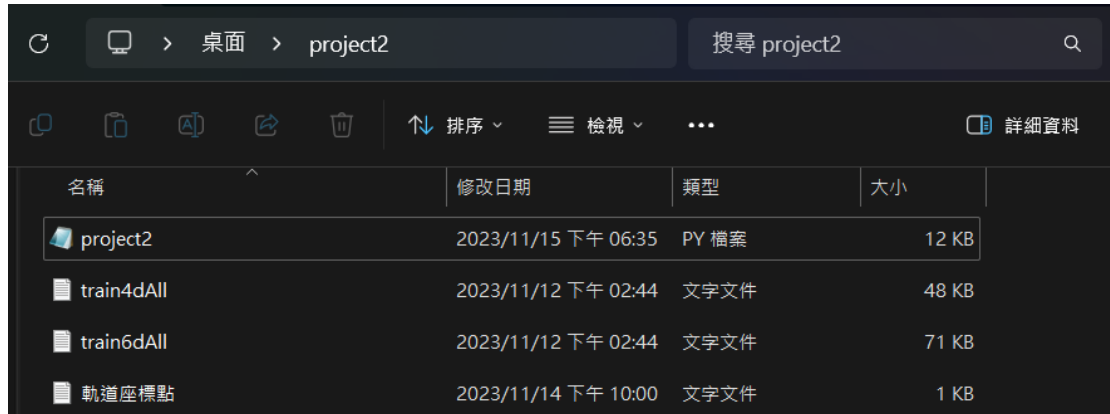 桌面 > project2 搜尋 project2
排序 檢視 ••• 詳細資料
名稱 修改日期 類型 大小
project2 2023/11/15 下午 06:35 PY 檔案 12 KB
train4dAll 2023/11/12 下午 02:44 文字文件 48 KB
train6dAll 2023/11/12 下午 02:44 文字文件 71 KB
軌道座標點 2023/11/14 下午 10:00 文字文件 1 KB